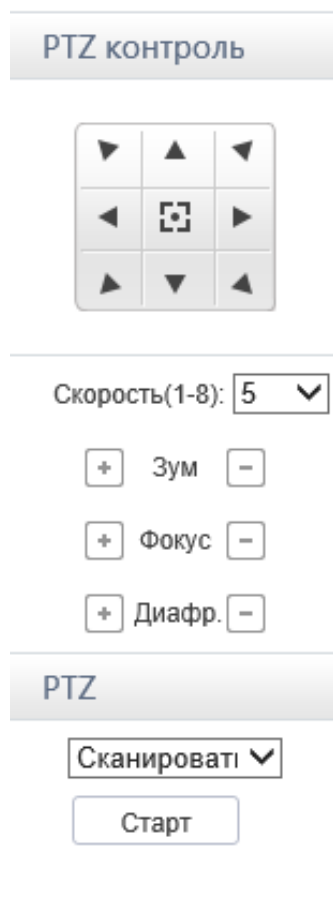 PTZ контроль
Скорость(1-8): 5
+ Зум -
+ Фокус -
+ Диафр. -
PTZ
Сканироват
Старт